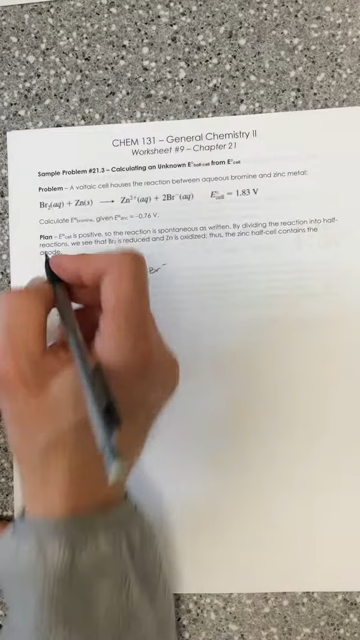 CHEM 131 – General Chemistry II
Worksheet #9 – Chapter 21
Sample Problem #21.3 – Calculating an Unknown E°half-cell from E°cell
Problem – A voltaic cell houses the reaction between aqueous bromine and zinc metal:
Br₂(aq) + Zn(s) ⟶ Zn²⁺(aq) + 2Br⁻(aq) E°cell = 1.83 V
Calculate E°bromine, given E°zinc = -0.76 V.
Plan – E°cell is positive, so the reaction is spontaneous as written. By dividing the reaction into half-
reactions, we see that Br₂ is reduced and Zn is oxidized; thus, the zinc half-cell contains the
anode.
Br⁻